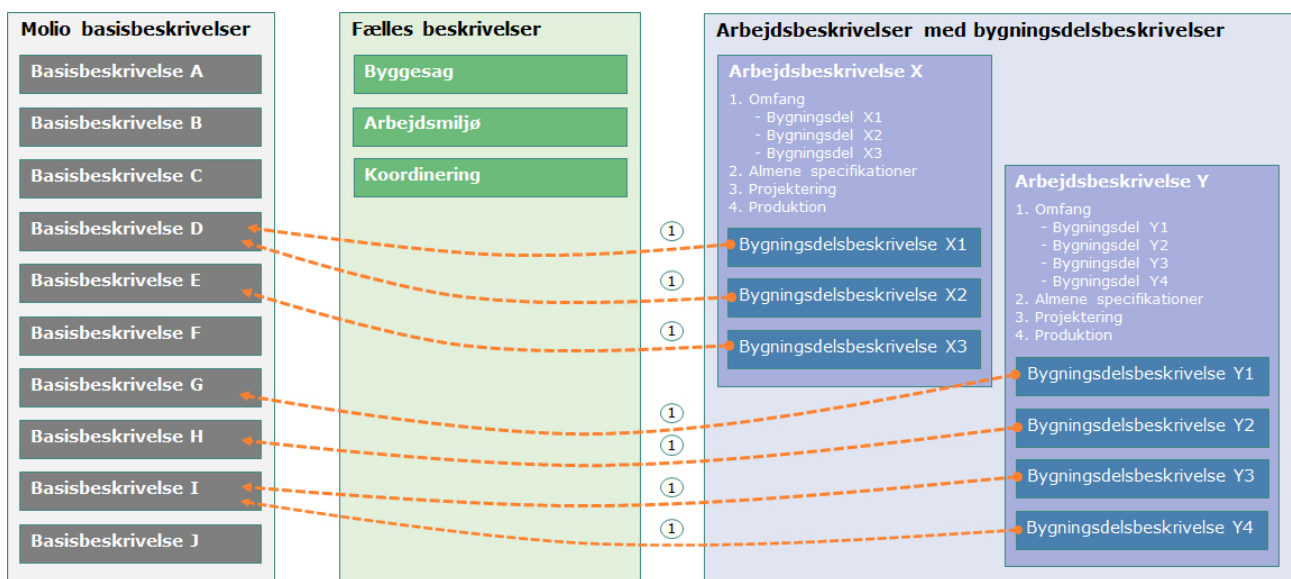 Molio basisbeskrivelser
Basisbeskrivelse A
Basisbeskrivelse B
Basisbeskrivelse C
Basisbeskrivelse D
Basisbeskrivelse E
Basisbeskrivelse F
Basisbeskrivelse G
Basisbeskrivelse H
Basisbeskrivelse I
Basisbeskrivelse J
Fælles beskrivelser
Byggesag
Arbejdsmiljø
Koordinering
1
1
1
1
1
1
1
Arbejdsbeskrivelser med bygningsdelsbeskrivelser
Arbejdsbeskrivelse X
1. Omfang
- Bygningsdel X1
- Bygningsdel X2
- Bygningsdel X3
2. Almene specifikationer
3. Projektering
4. Produktion
Bygningsdelsbeskrivelse X1
Bygningsdelsbeskrivelse X2
Bygningsdelsbeskrivelse X3
Arbejdsbeskrivelse Y
1. Omfang
- Bygningsdel Y1
- Bygningsdel Y2
- Bygningsdel Y3
- Bygningsdel Y4
2. Almene specifikationer
3. Projektering
4. Produktion
Bygningsdelsbeskrivelse Y1
Bygningsdelsbeskrivelse Y2
Bygningsdelsbeskrivelse Y3
Bygningsdelsbeskrivelse Y4